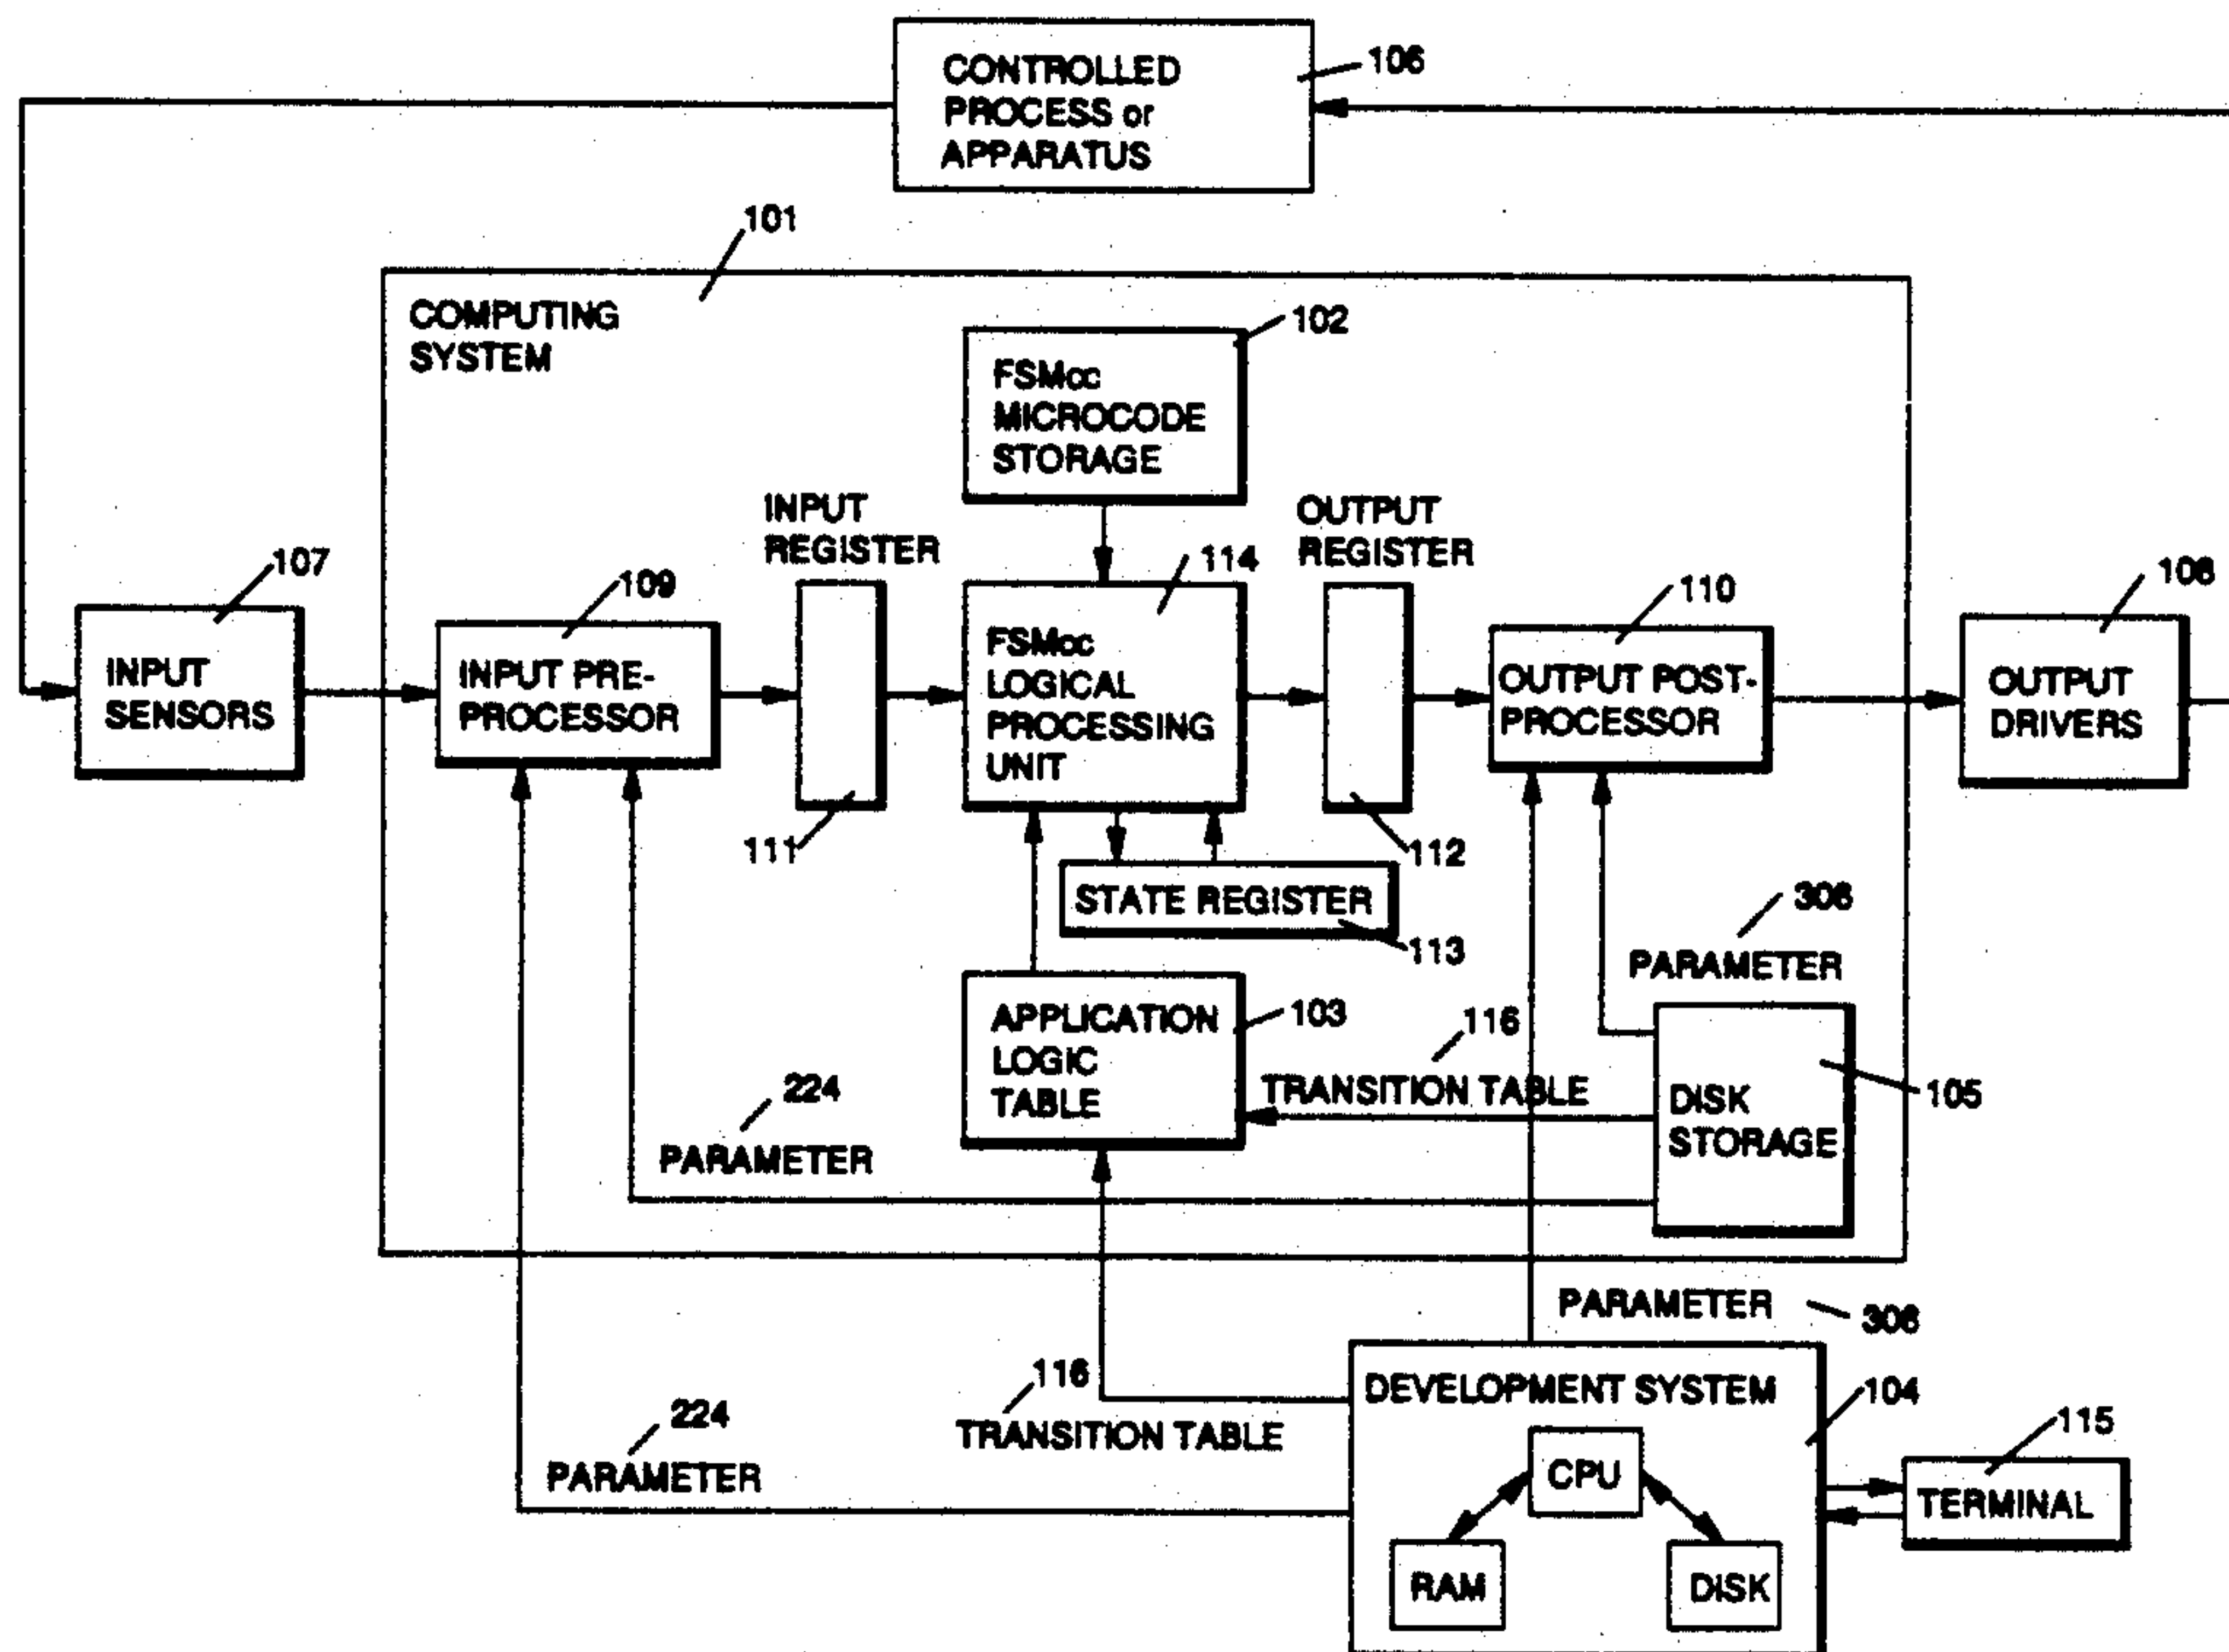 CONTROLLED
PROCESS or
APPARATUS
106
101
COMPUTING
SYSTEM
102
FSMcc
MICROCODE
STORAGE
INPUT
REGISTER
OUTPUT
REGISTER
107
109
114
110
108
INPUT
SENSORS
INPUT PRE-
PROCESSOR
FSMcc
LOGICAL
PROCESSING
UNIT
OUTPUT POST-
PROCESSOR
OUTPUT
DRIVERS
111
112
STATE REGISTER
113
306
PARAMETER
APPLICATION
LOGIC
TABLE
103
116
TRANSITION TABLE
DISK
STORAGE
105
224
PARAMETER
PARAMETER
306
116
TRANSITION TABLE
224
PARAMETER
DEVELOPMENT SYSTEM
104
CPU
RAM
DISK
115
TERMINAL